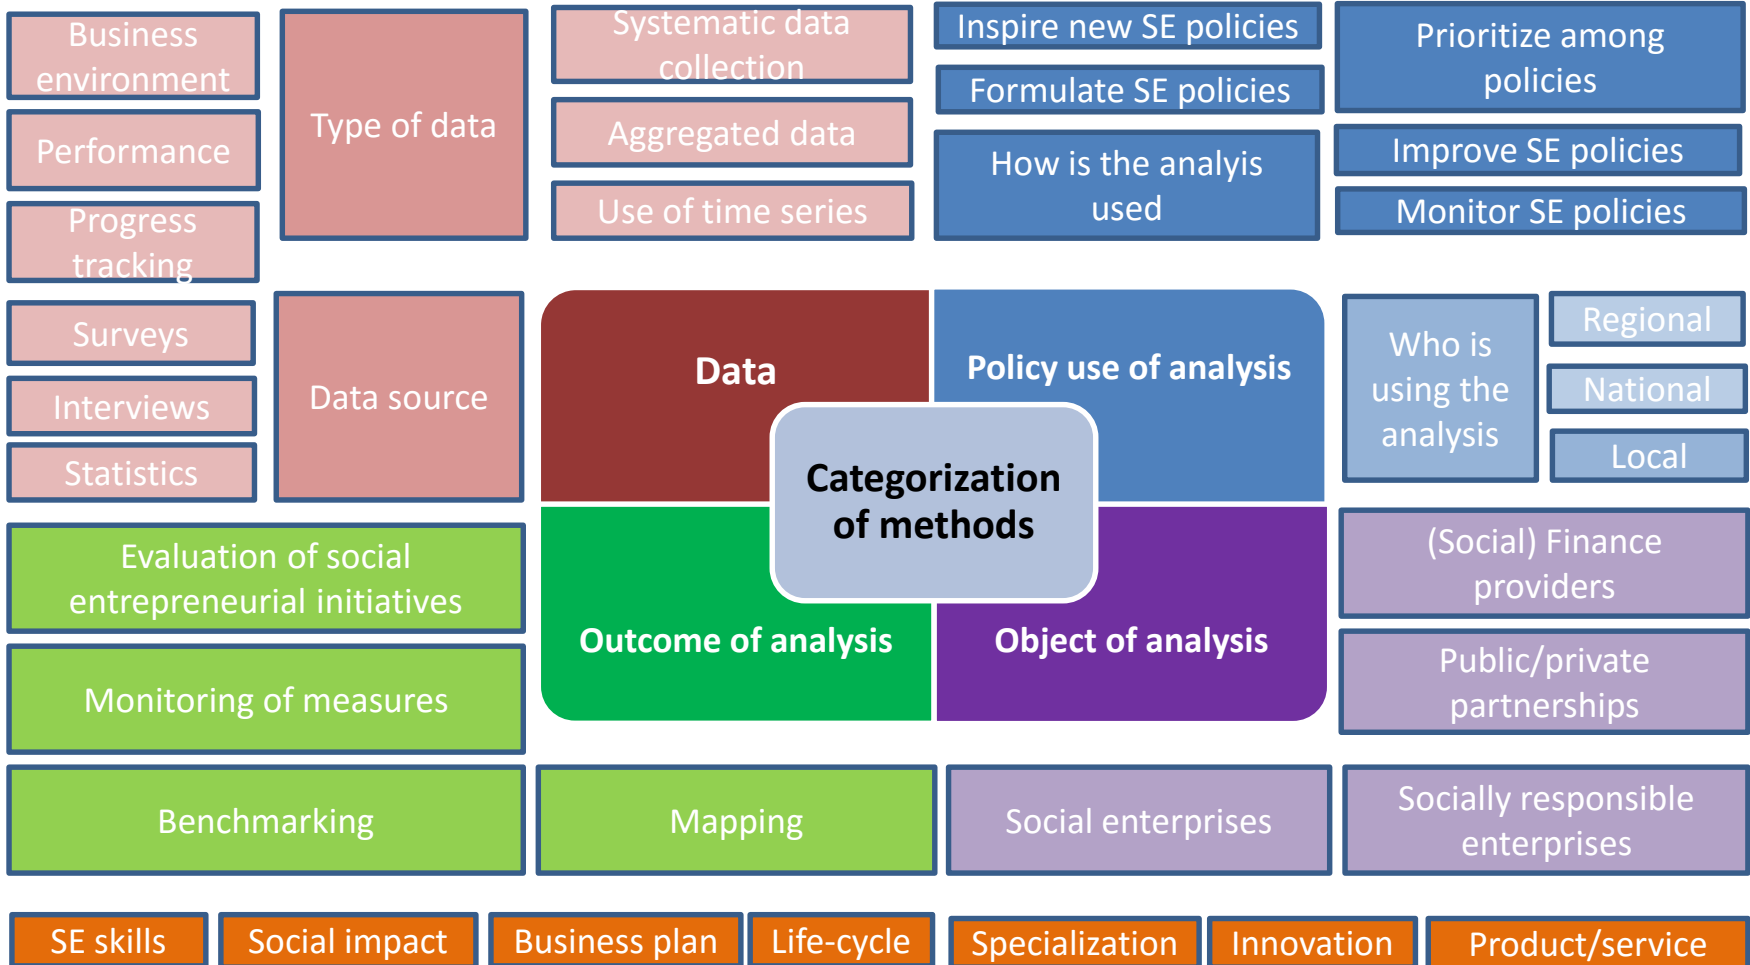 Business
environment
Performance
Progress
tracking
Type of data
Systematic data
collection
Aggregated data
Use of time series
Inspire new SE policies
Formulate SE policies
How is the analyis
used
Prioritize among
policies
Improve SE policies
Monitor SE policies
Surveys
Interviews
Statistics
Data source
Data
Policy use of analysis
Categorization
of methods
Outcome of analysis
Object of analysis
Who is
using the
analysis
Regional
National
Local
Evaluation of social
entrepreneurial initiatives
Monitoring of measures
Benchmarking
Mapping
Social enterprises
(Social) Finance
providers
Public/private
partnerships
Socially responsible
enterprises
SE skills
Social impact
Business plan
Life-cycle
Specialization
Innovation
Product/service